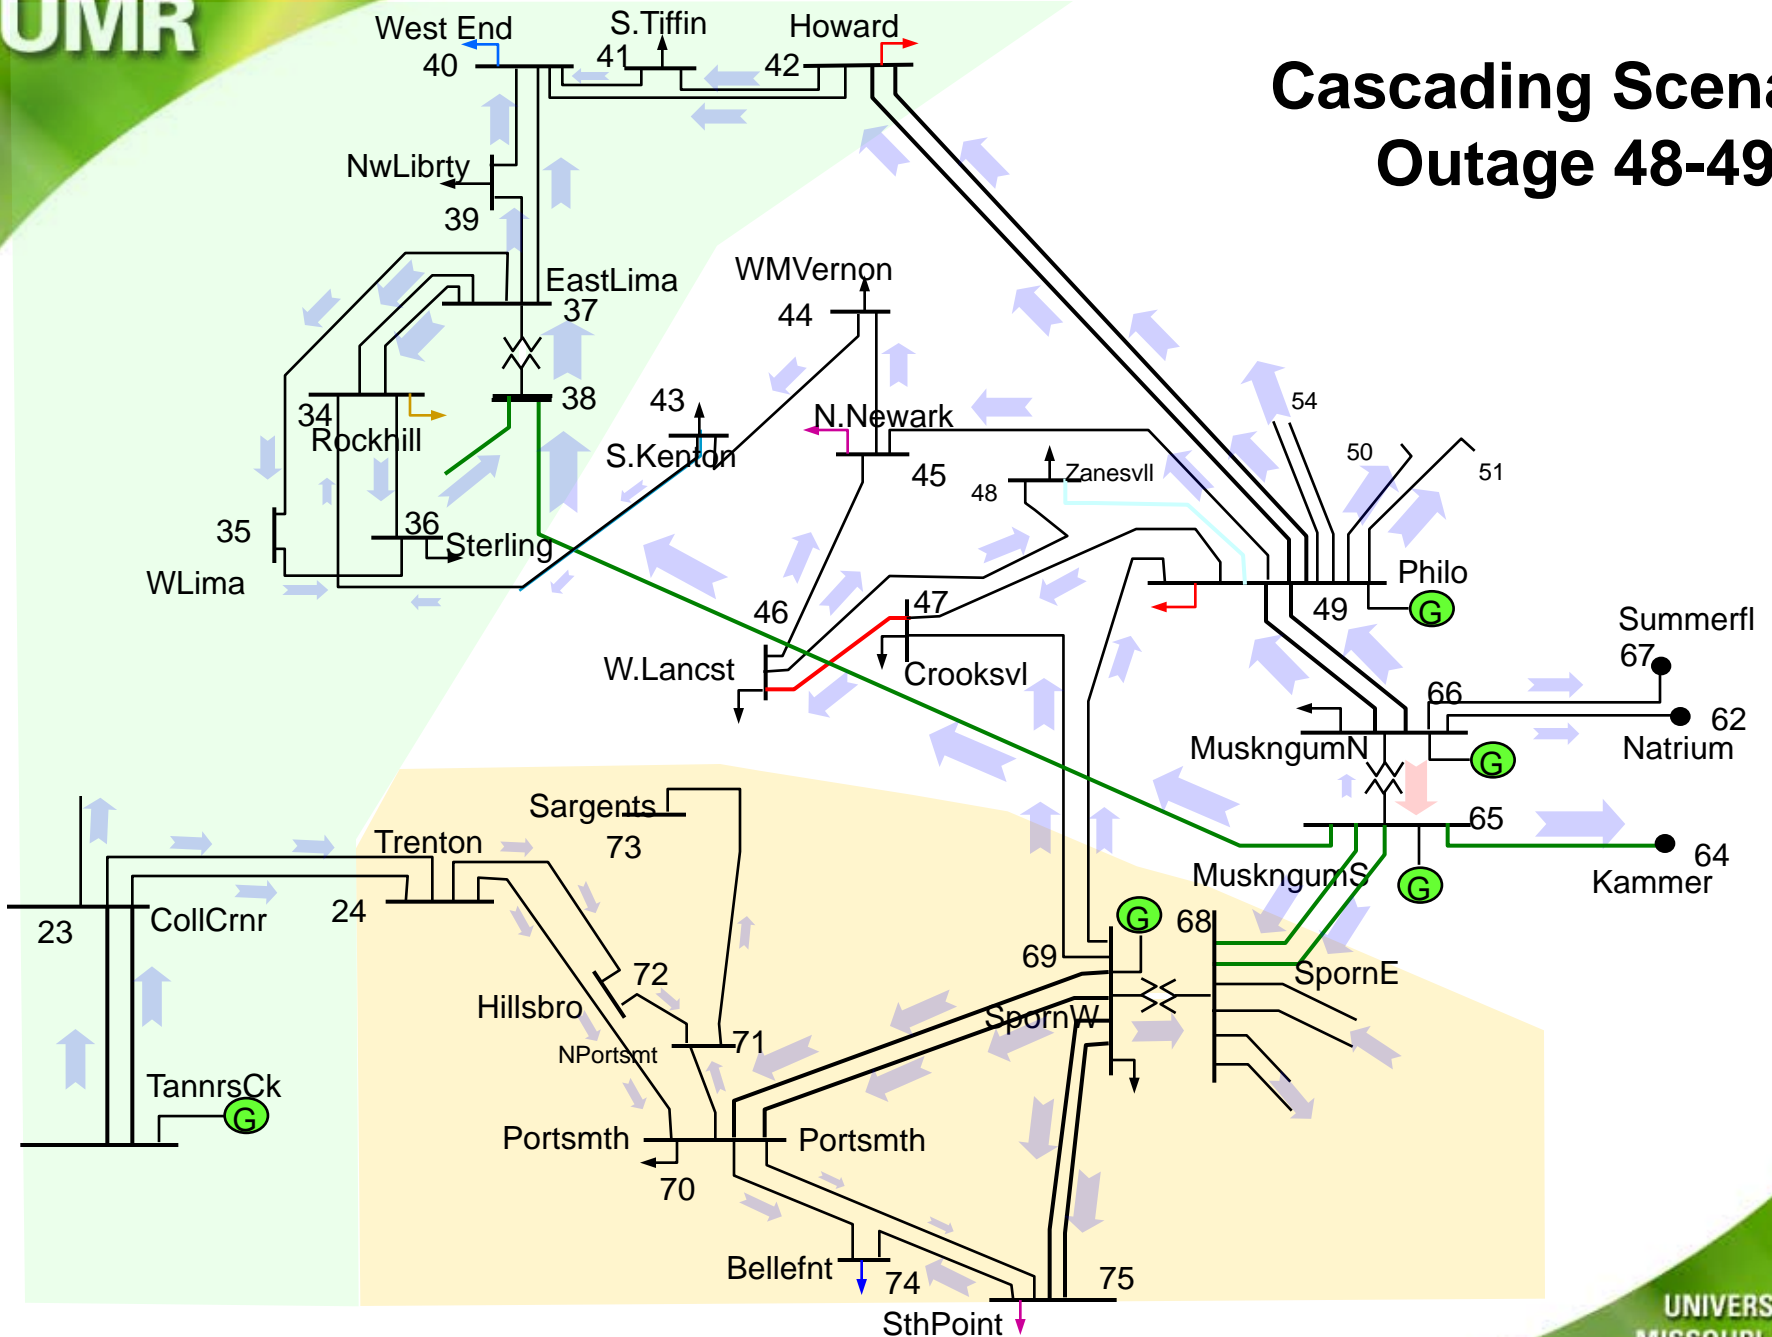 UMR
Cascading Scena
Outage 48-49
West End
40
S.Tiffin
41
Howard
42
NwLibrty
39
EastLima
37
WMVernon
44
38
43
S.Kenton
34
Rockhill
N.Newark
45
54
50
51
48
Zanesvll
35
WLima
36
Sterling
46
W.Lancst
47
Crooksvl
Philo
49
G
Summerfl
67
66
62
Natrium
MuskngumN
G
65
MuskngumS
G
64
Kammer
Sargents
73
Trenton
24
23
CollCrnr
72
Hillsbro
NPortsmt
71
69
G
68
SpornE
SpornW
TannrsCk
G
Portsmth
Portsmth
70
Bellefnt
74
75
SthPoint
UNIVERS